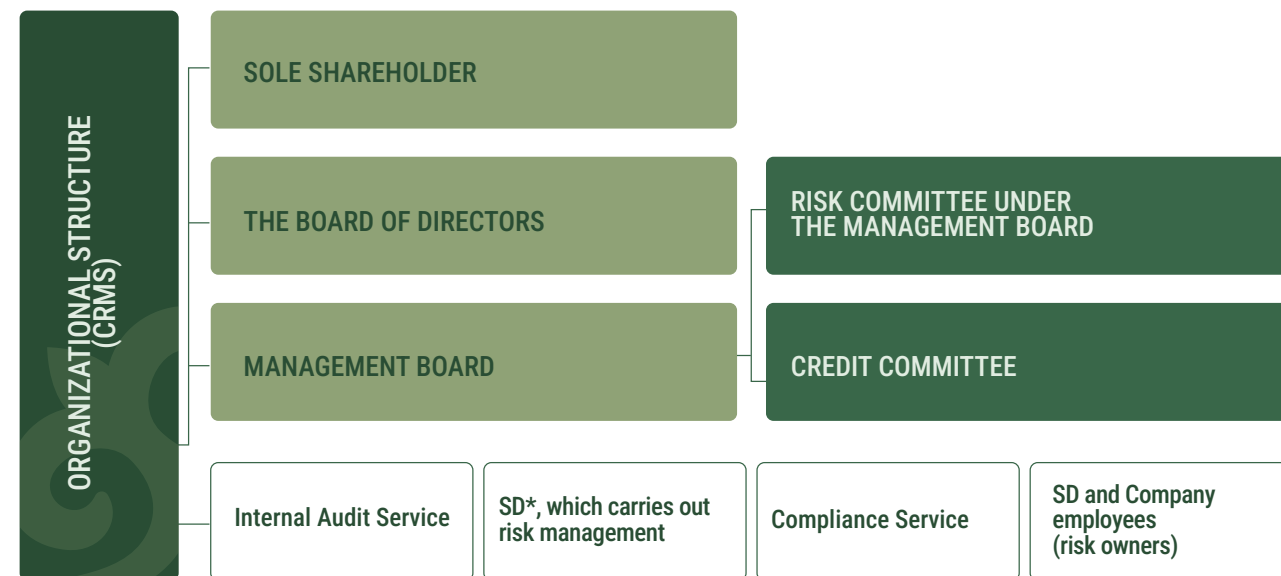 ORGANIZATIONAL STRUCTURE
(CRMS)
SOLE SHAREHOLDER
THE BOARD OF DIRECTORS
RISK COMMITTEE UNDER
THE MANAGEMENT BOARD
MANAGEMENT BOARD
CREDIT COMMITTEE
Internal Audit Service
SD*, which carries out
risk management
Compliance Service
SD and Company
employees
(risk owners)